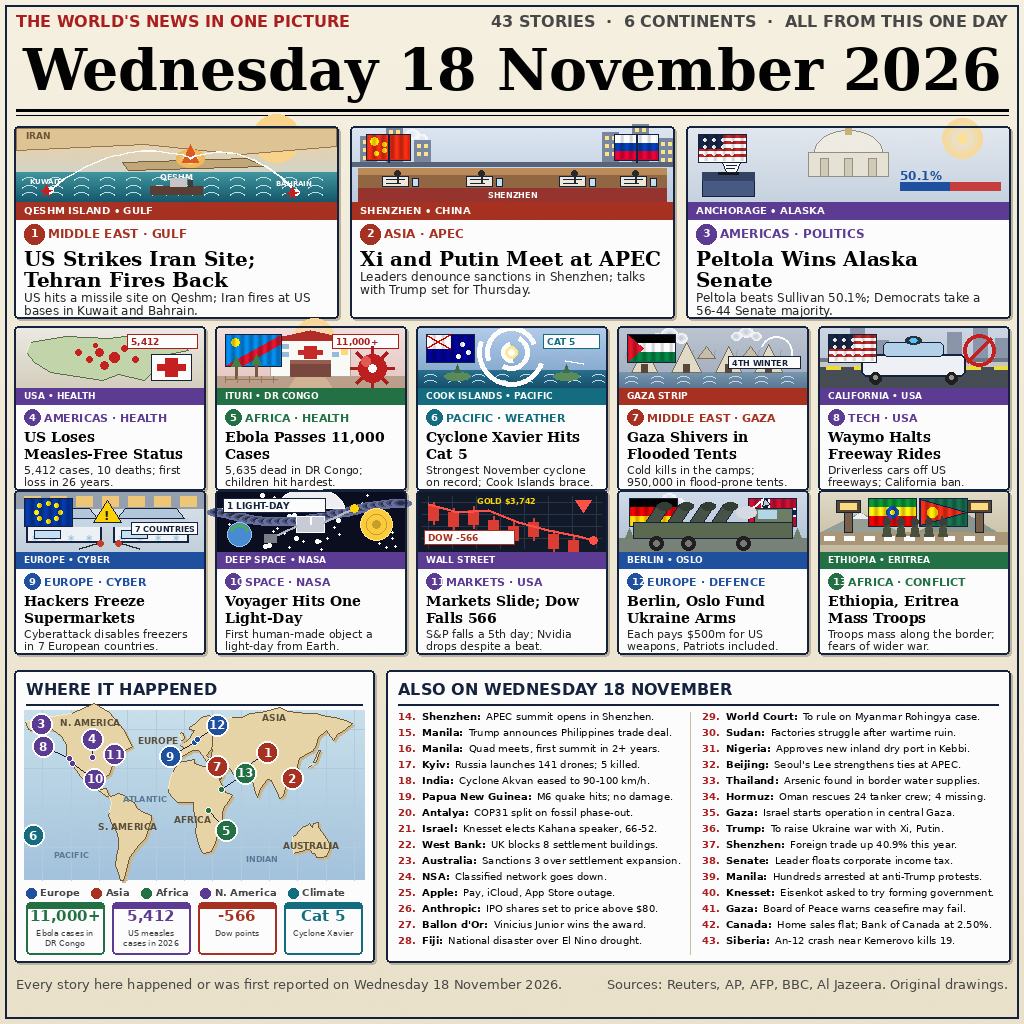 THE WORLD'S NEWS IN ONE PICTURE
43 STORIES · 6 CONTINENTS · ALL FROM THIS ONE DAY
Wednesday 18 November 2026
IRAN
QESHM
KUWAIT
BAHRAIN
QESHM ISLAND • GULF
1 MIDDLE EAST · GULF
US Strikes Iran Site;
Tehran Fires Back
US hits a missile site on Qeshm; Iran fires at US
bases in Kuwait and Bahrain.
SHENZHEN
SHENZHEN • CHINA
2 ASIA · APEC
Xi and Putin Meet at APEC
Leaders denounce sanctions in Shenzhen; talks
with Trump set for Thursday.
50.1%
ANCHORAGE • ALASKA
3 AMERICAS · POLITICS
Peltola Wins Alaska
Senate
Peltola beats Sullivan 50.1%; Democrats take a
56-44 Senate majority.
5,412
USA • HEALTH
4 AMERICAS · HEALTH
US Loses
Measles-Free Status
5,412 cases, 10 deaths; first
loss in 26 years.
11,000+
ITURI • DR CONGO
5 AFRICA · HEALTH
Ebola Passes 11,000
Cases
5,635 dead in DR Congo;
children hit hardest.
CAT 5
COOK ISLANDS • PACIFIC
6 PACIFIC · WEATHER
Cyclone Xavier Hits
Cat 5
Strongest November cyclone
on record; Cook Islands brace.
4TH WINTER
GAZA STRIP
7 MIDDLE EAST · GAZA
Gaza Shivers in
Flooded Tents
Cold kills in the camps;
950,000 in flood-prone tents.
CALIFORNIA • USA
8 TECH · USA
Waymo Halts
Freeway Rides
Driverless cars off US
freeways; California ban.
!
7 COUNTRIES
EUROPE • CYBER
9 EUROPE · CYBER
Hackers Freeze
Supermarkets
Cyberattack disables freezers
in 7 European countries.
1 LIGHT-DAY
DEEP SPACE • NASA
10 SPACE · NASA
Voyager Hits One
Light-Day
First human-made object a
light-day from Earth.
GOLD $3,742
DOW -566
WALL STREET
11 MARKETS · USA
Markets Slide; Dow
Falls 566
S&P falls a 5th day; Nvidia
drops despite a beat.
BERLIN • OSLO
12 EUROPE · DEFENCE
Berlin, Oslo Fund
Ukraine Arms
Each pays $500m for US
weapons, Patriots included.
ETHIOPIA • ERITREA
13 AFRICA · CONFLICT
Ethiopia, Eritrea
Mass Troops
Troops mass along the border;
fears of wider war.
WHERE IT HAPPENED
3
N. AMERICA
4
8
11
10
12
EUROPE
9
ASIA
1
7
13
2
ATLANTIC
S. AMERICA
AFRICA
5
6
PACIFIC
INDIAN
AUSTRALIA
Europe
Asia
Africa
N. America
Climate
11,000+
Ebola cases in
DR Congo
5,412
US measles
cases in 2026
-566
Dow points
Cat 5
Cyclone Xavier
ALSO ON WEDNESDAY 18 NOVEMBER
14. Shenzhen: APEC summit opens in Shenzhen.
15. Manila: Trump announces Philippines trade deal.
16. Manila: Quad meets, first summit in 2+ years.
17. Kyiv: Russia launches 141 drones; 5 killed.
18. India: Cyclone Akvan eased to 90-100 km/h.
19. Papua New Guinea: M6 quake hits; no damage.
20. Antalya: COP31 split on fossil phase-out.
21. Israel: Knesset elects Kahana speaker, 66-52.
22. West Bank: UK blocks 8 settlement buildings.
23. Australia: Sanctions 3 over settlement expansion.
24. NSA: Classified network goes down.
25. Apple: Pay, iCloud, App Store outage.
26. Anthropic: IPO shares set to price above $80.
27. Ballon d'Or: Vinicius Junior wins the award.
28. Fiji: National disaster over El Nino drought.
29. World Court: To rule on Myanmar Rohingya case.
30. Sudan: Factories struggle after wartime ruin.
31. Nigeria: Approves new inland dry port in Kebbi.
32. Beijing: Seoul's Lee strengthens ties at APEC.
33. Thailand: Arsenic found in border water supplies.
34. Hormuz: Oman rescues 24 tanker crew; 4 missing.
35. Gaza: Israel starts operation in central Gaza.
36. Trump: To raise Ukraine war with Xi, Putin.
37. Shenzhen: Foreign trade up 40.9% this year.
38. Senate: Leader floats corporate income tax.
39. Manila: Hundreds arrested at anti-Trump protests.
40. Knesset: Eisenkot asked to try forming government.
41. Gaza: Board of Peace warns ceasefire may fail.
42. Canada: Home sales flat; Bank of Canada at 2.50%.
43. Siberia: An-12 crash near Kemerovo kills 19.
Every story here happened or was first reported on Wednesday 18 November 2026.
Sources: Reuters, AP, AFP, BBC, Al Jazeera. Original drawings.